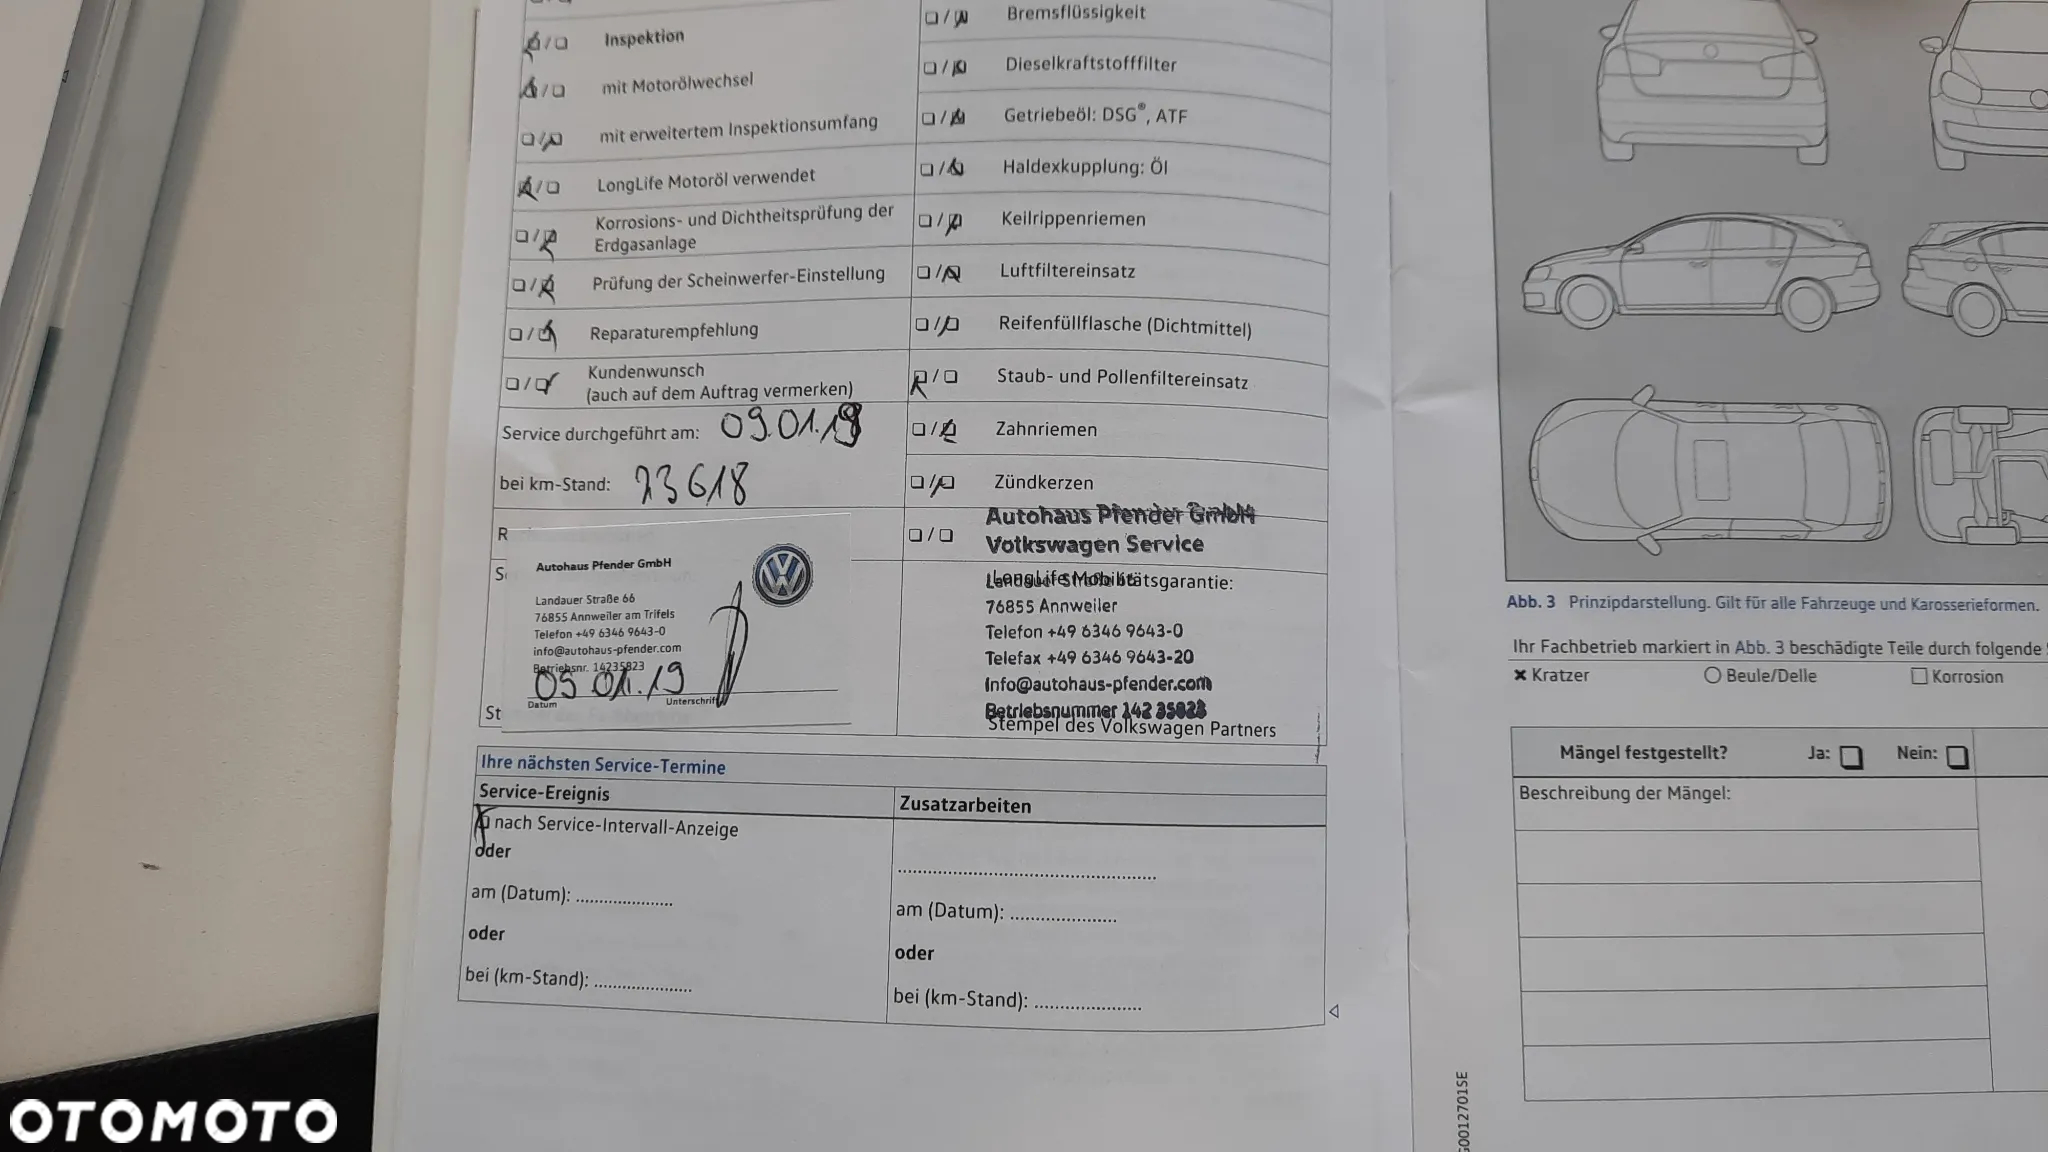 Inspektion
mit Motorölwechsel
mit erweitertem Inspektionsumfang
LongLife Motoröl verwendet
Korrosions- und Dichtheitsprüfung der
Erdgasanlage
Prüfung der Scheinwerfer-Einstellung
Reparaturempfehlung
Kundenwunsch
(auch auf dem Auftrag vermerken)
Service durchgeführt am: 09.01.19
bei km-Stand: 23618
Autohaus Pfender GmbH
Landauer Straße 66
76855 Annweiler am Trifels
Telefon +49 6346 9643-0
info@autohaus-pfender.com
Betriebsnr. 14235823
09.01.19
Datum
Unterschrift
St
Bremsflüssigkeit
Dieselkraftstofffilter
Getriebeöl: DSG®, ATF
Haldexkupplung: Öl
Keilrippenriemen
Luftfiltereinsatz
Reifenfüllflasche (Dichtmittel)
Staub- und Pollenfiltereinsatz
Zahnriemen
Zündkerzen
Autohaus Pfender GmbH
Volkswagen Service
LongLife Mobilitätsgarantie:
76855 Annweiler
Telefon +49 6346 9643-0
Telefax +49 6346 9643-20
Info@autohaus-pfender.com
Betriebsnummer 142 35823
Stempel des Volkswagen Partners
Ihre nächsten Service-Termine
Service-Ereignis
nach Service-Intervall-Anzeige
oder
am (Datum): .....................
oder
bei (km-Stand): .....................
Zusatzarbeiten
am (Datum): .....................
oder
bei (km-Stand): .....................
Abb. 3 Prinzipdarstellung. Gilt für alle Fahrzeuge und Karosserieformen.
Ihr Fachbetrieb markiert in Abb. 3 beschädigte Teile durch folgende
Kratzer
Beule/Delle
Korrosion
Mängel festgestellt? Ja: Nein:
Beschreibung der Mängel:
G0012701SE
OTOMOTO